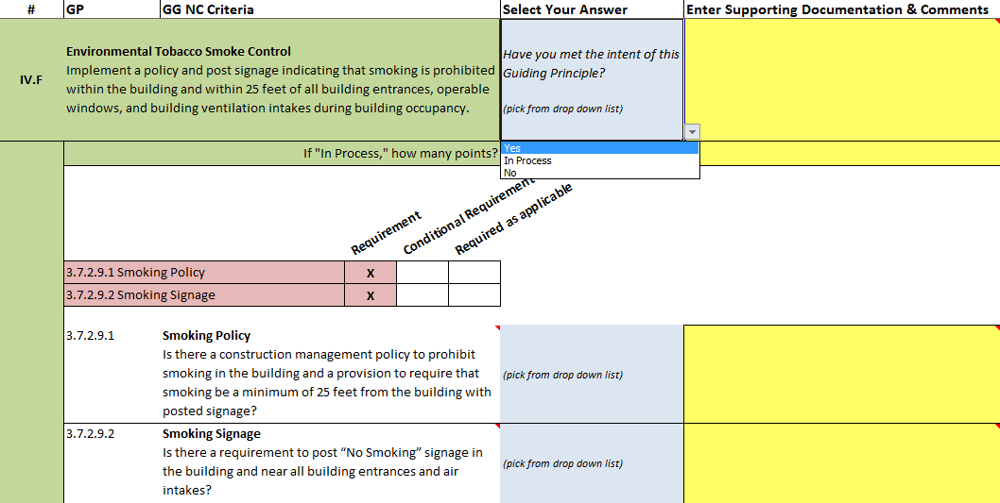 # GP GG NC Criteria Select Your Answer Enter Supporting Documentation & Comments
IV.F
Environmental Tobacco Smoke Control
Implement a policy and post signage indicating that smoking is prohibited
within the building and within 25 feet of all building entrances, operable
windows, and building ventilation intakes during building occupancy.
Have you met the intent of this
Guiding Principle?
(pick from drop down list)
If "In Process," how many points?
Yes
In Process
No
Requirement
Conditional Requirement
Required as applicable
3.7.2.9.1 Smoking Policy X
3.7.2.9.2 Smoking Signage X
3.7.2.9.1 Smoking Policy
Is there a construction management policy to prohibit
smoking in the building and a provision to require that
smoking be a minimum of 25 feet from the building with
posted signage?
(pick from drop down list)
3.7.2.9.2 Smoking Signage
Is there a requirement to post “No Smoking” signage in
the building and near all building entrances and air
intakes?
(pick from drop down list)